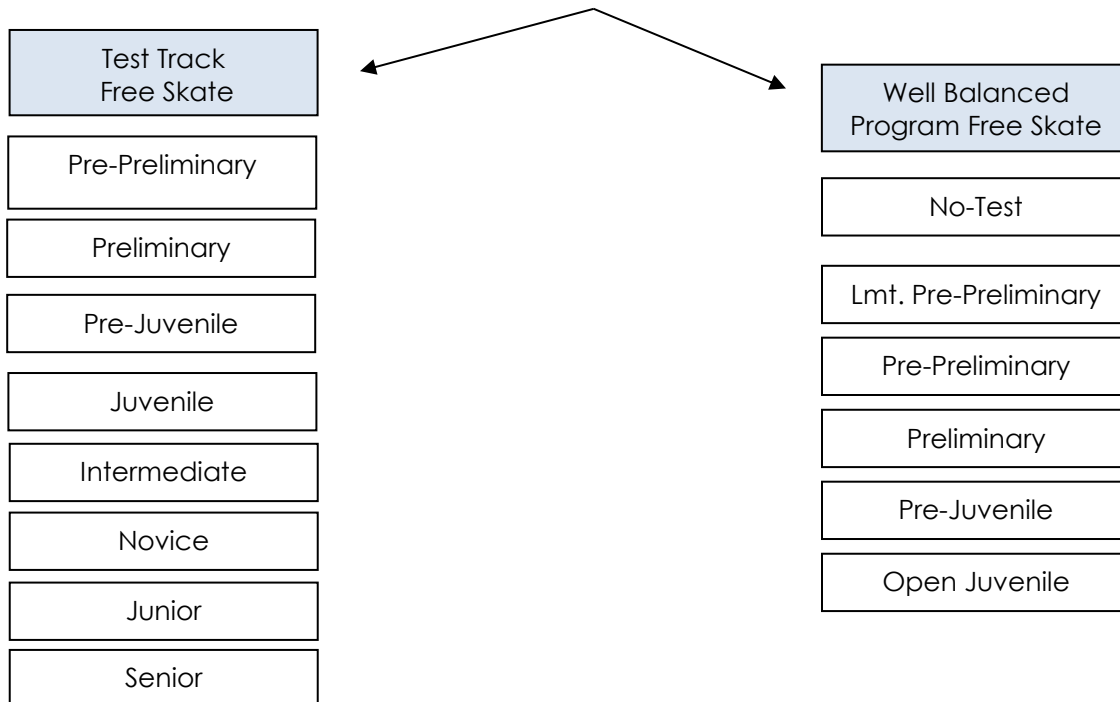 Test Track
Free Skate
Pre-Preliminary
Preliminary
Pre-Juvenile
Juvenile
Intermediate
Novice
Junior
Senior
Well Balanced
Program Free Skate
No-Test
Lmt. Pre-Preliminary
Pre-Preliminary
Preliminary
Pre-Juvenile
Open Juvenile